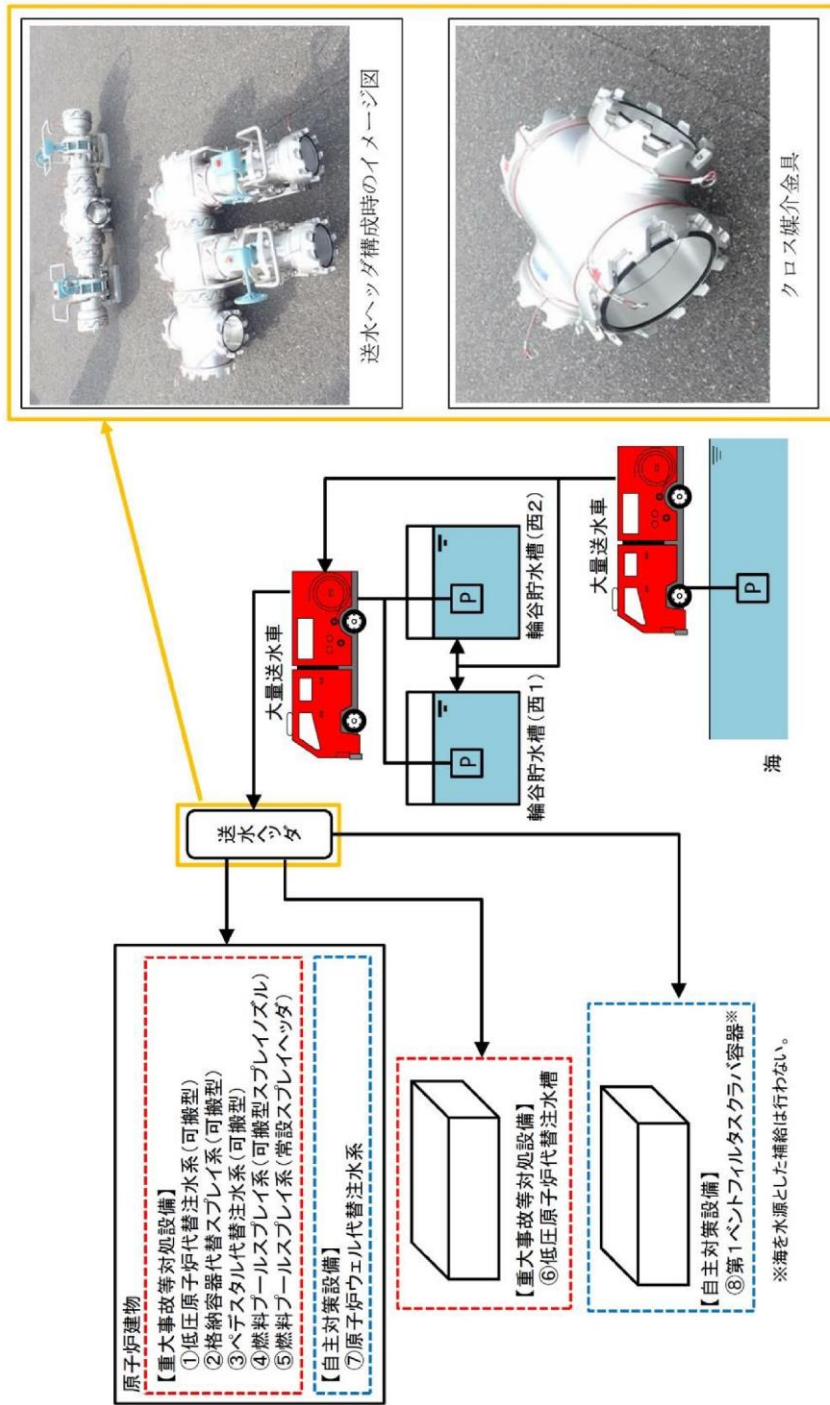 原子炉建物
【重大事故等対処設備】
①低圧原子炉代替注水系(可搬型)
②格納容器代替スプレイ系(可搬型)
③ペデスタル代替注水系(可搬型)
④燃料プールスプレイ系(可搬型スプレイノズル)
⑤燃料プールスプレイ系(常設スプレイヘッダ)
【自主対策設備】
⑦原子炉ウェル代替注水系
【重大事故等対処設備】
⑥低圧原子炉代替注水槽
【自主対策設備】
⑧第1ベントフィルタスクラバ容器※
※海を水源とした補給は行わない。
送水ヘッダ
大量送水車
P
P
輪谷貯水槽(西1)
輪谷貯水槽(西2)
大量送水車
P
海
送水ヘッダ構成時のイメージ図
クロス媒介金具